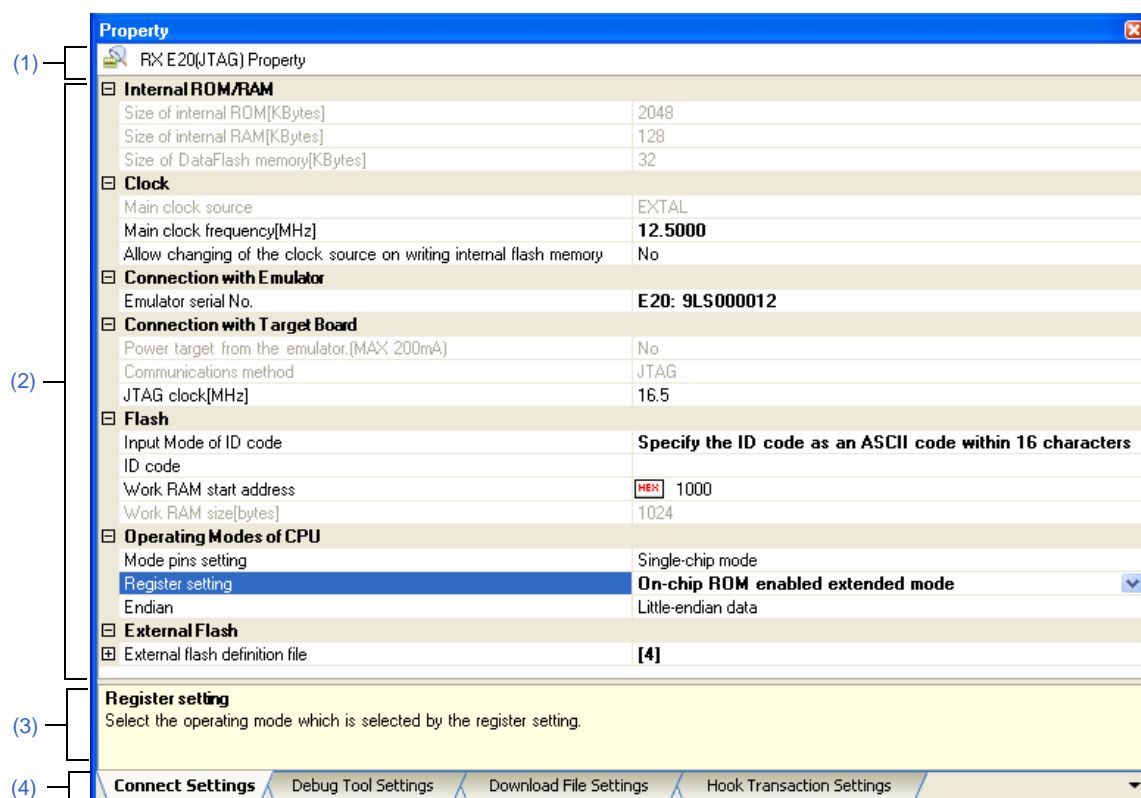 Property
(1)
RX E20(JTAG) Property
Internal ROM/RAM
Size of internal ROM[KBytes] 2048
Size of internal RAM[KBytes] 128
Size of DataFlash memory[KBytes] 32
Clock
Main clock source EXTAL
Main clock frequency[MHz] 12.5000
Allow changing of the clock source on writing internal flash memory No
Connection with Emulator
Emulator serial No. E20: 9LS000012
Connection with Target Board
Power target from the emulator.(MAX 200mA) No
(2)
Communications method JTAG
JTAG clock[MHz] 16.5
Flash
Input Mode of ID code Specify the ID code as an ASCII code within 16 characters
ID code
Work RAM start address HEX 1000
Work RAM size[bytes] 1024
Operating Modes of CPU
Mode pins setting Single-chip mode
Register setting On-chip ROM enabled extended mode
Endian Little-endian data
External Flash
External flash definition file [4]
(3)
Register setting
Select the operating mode which is selected by the register setting.
(4)
Connect Settings Debug Tool Settings Download File Settings Hook Transaction Settings